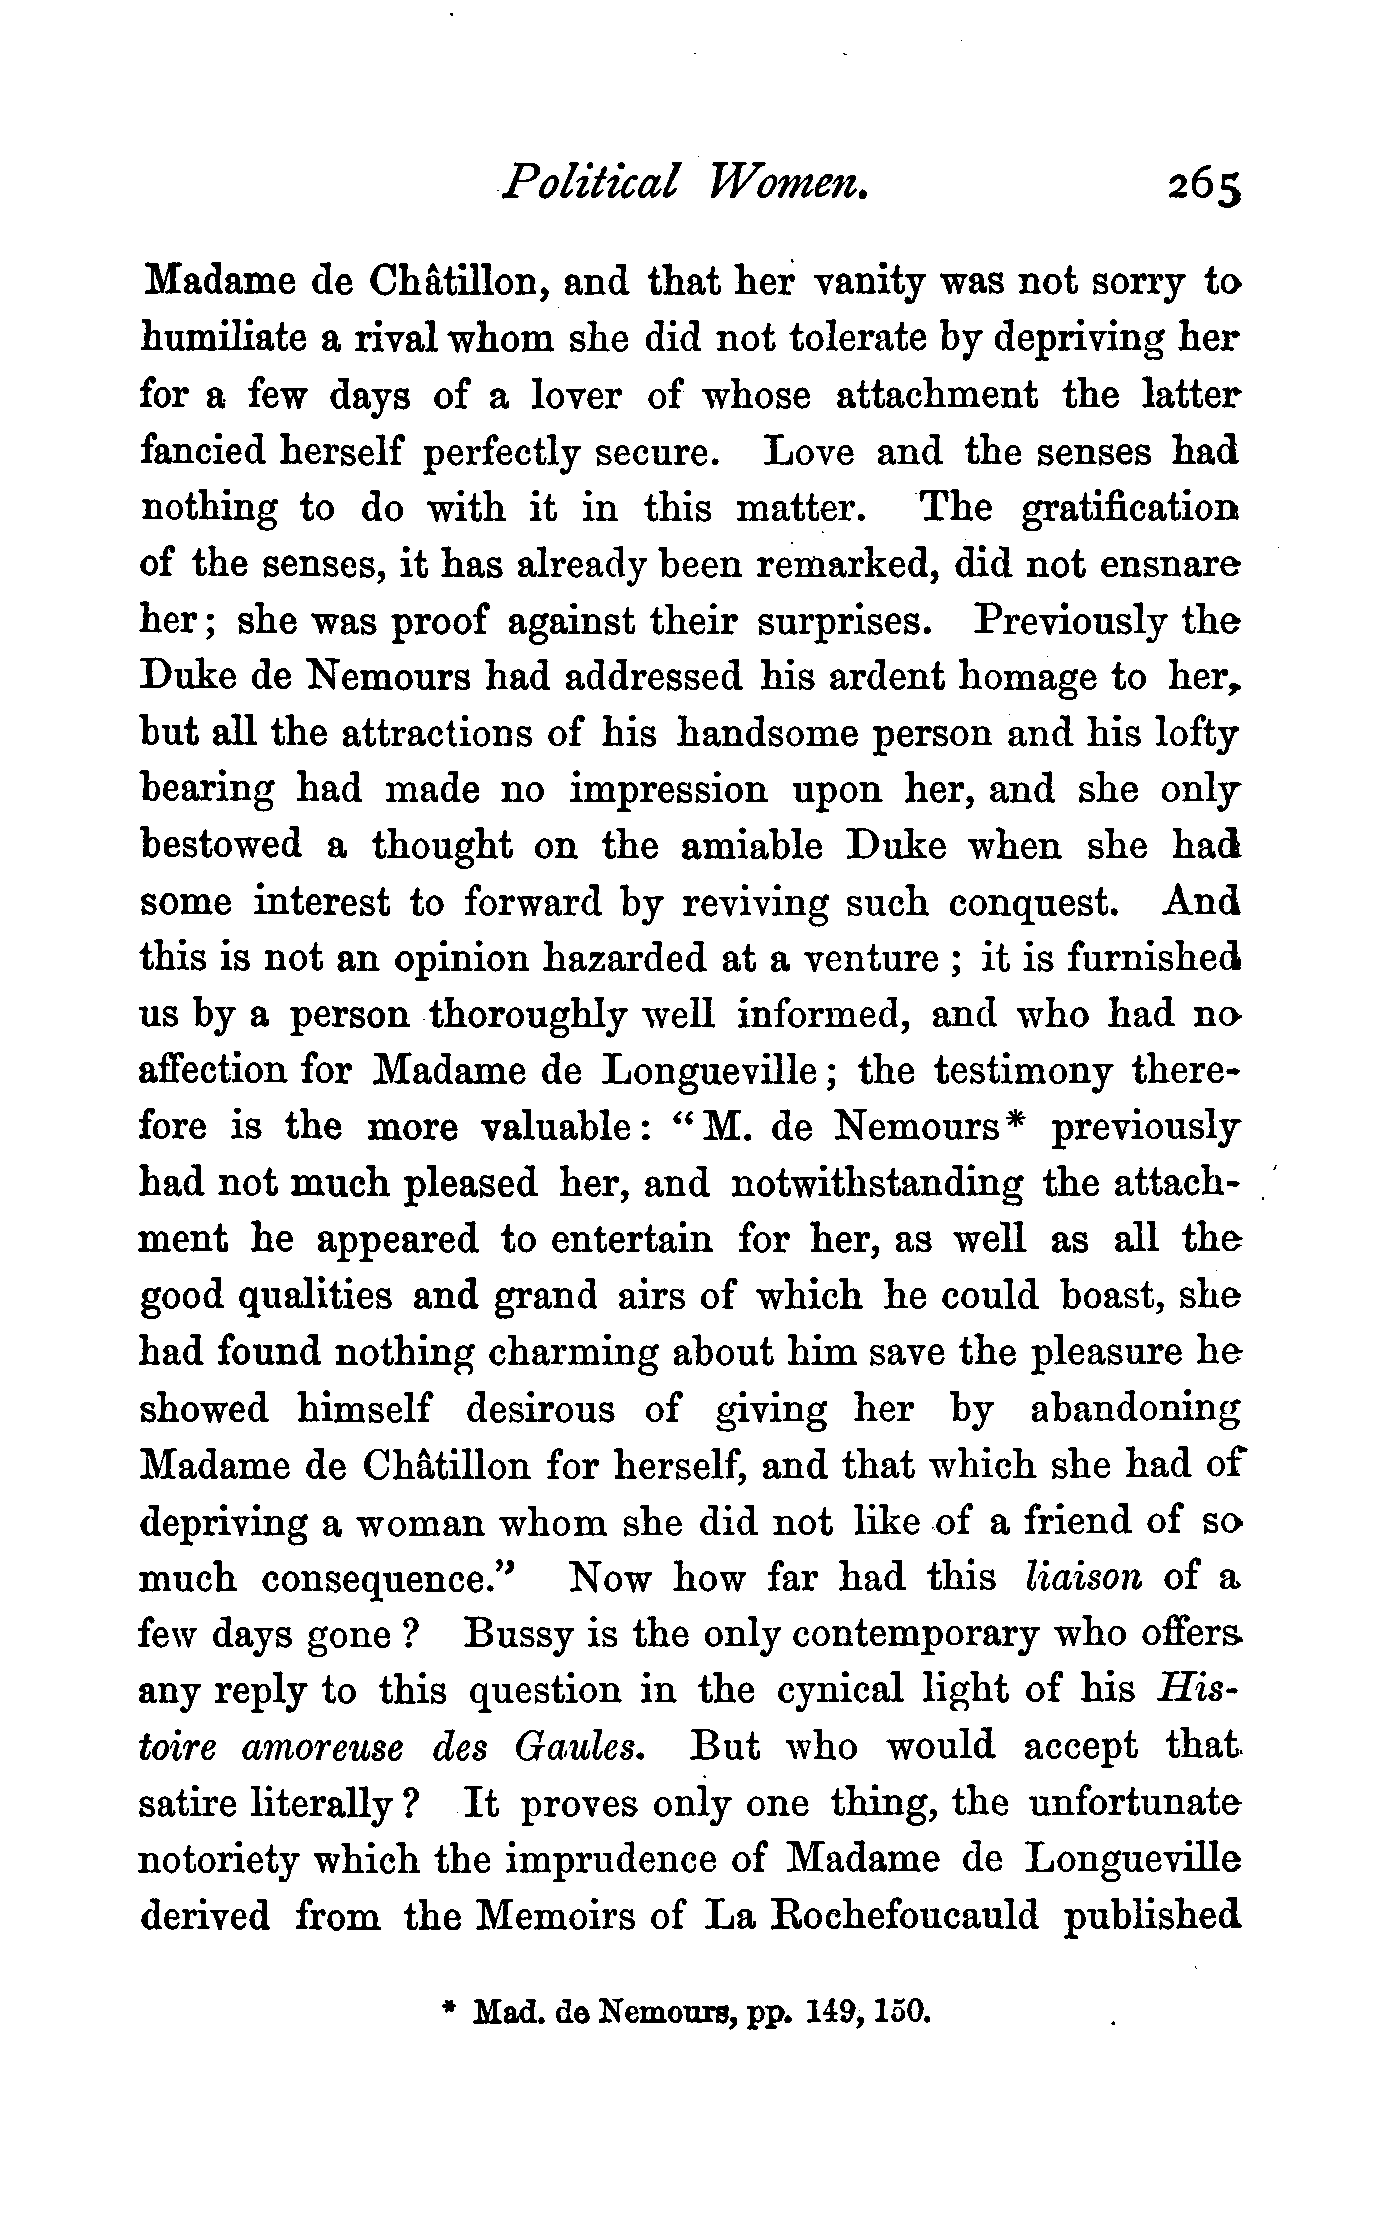 Political Women. 265
Madame de Châtillon, and that her vanity was not sorry to
humiliate a rival whom she did not tolerate by depriving her
for a few days of a lover of whose attachment the latter
fancied herself perfectly secure. Love and the senses had
nothing to do with it in this matter. The gratification
of the senses, it has already been remarked, did not ensnare
her; she was proof against their surprises. Previously the
Duke de Nemours had addressed his ardent homage to her,
but all the attractions of his handsome person and his lofty
bearing had made no impression upon her, and she only
bestowed a thought on the amiable Duke when she had
some interest to forward by reviving such conquest. And
this is not an opinion hazarded at a venture; it is furnished
us by a person thoroughly well informed, and who had no
affection for Madame de Longueville; the testimony there-
fore is the more valuable: “M. de Nemours* previously
had not much pleased her, and notwithstanding the attach-
ment he appeared to entertain for her, as well as all the
good qualities and grand airs of which he could boast, she
had found nothing charming about him save the pleasure he
showed himself desirous of giving her by abandoning
Madame de Châtillon for herself, and that which she had of
depriving a woman whom she did not like of a friend of so
much consequence.” Now how far had this liaison of a
few days gone? Bussy is the only contemporary who offers
any reply to this question in the cynical light of his His-
toire amoreuse des Gaules. But who would accept that
satire literally? It proves only one thing, the unfortunate
notoriety which the imprudence of Madame de Longueville
derived from the Memoirs of La Rochefoucauld published
* Mad. de Nemours, pp. 149, 150.